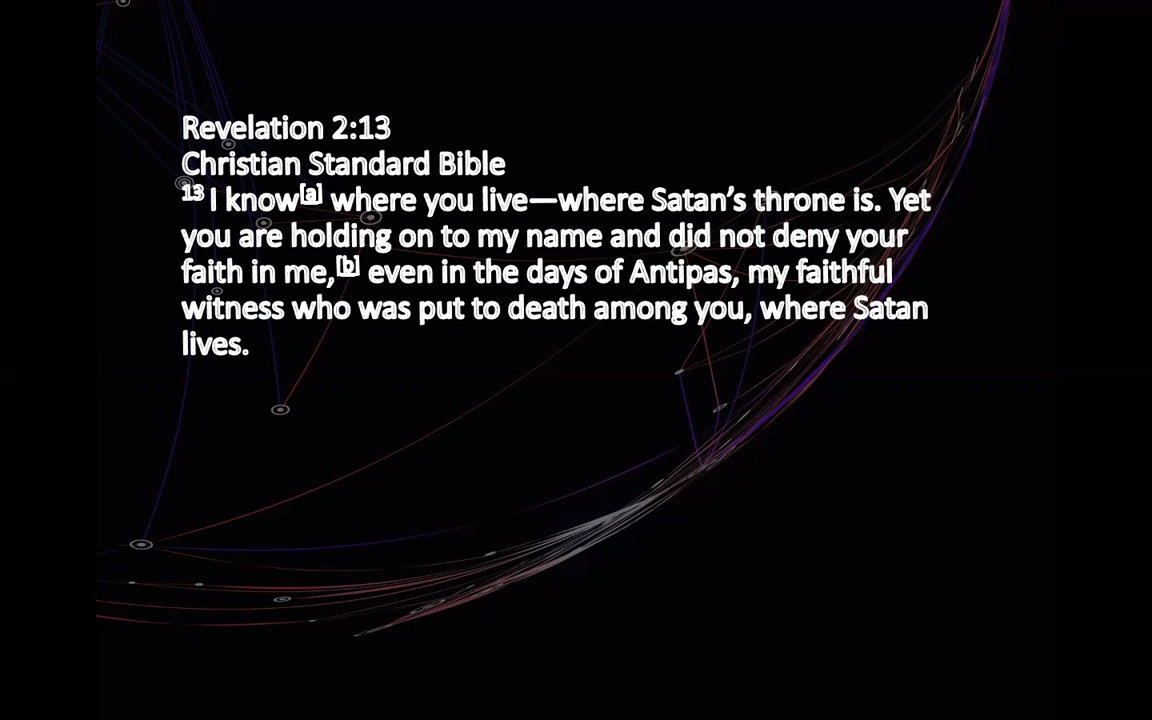 Revelation 2:13
Christian Standard Bible
13 I know[a] where you live—where Satan’s throne is. Yet
you are holding on to my name and did not deny your
faith in me,[b] even in the days of Antipas, my faithful
witness who was put to death among you, where Satan
lives.